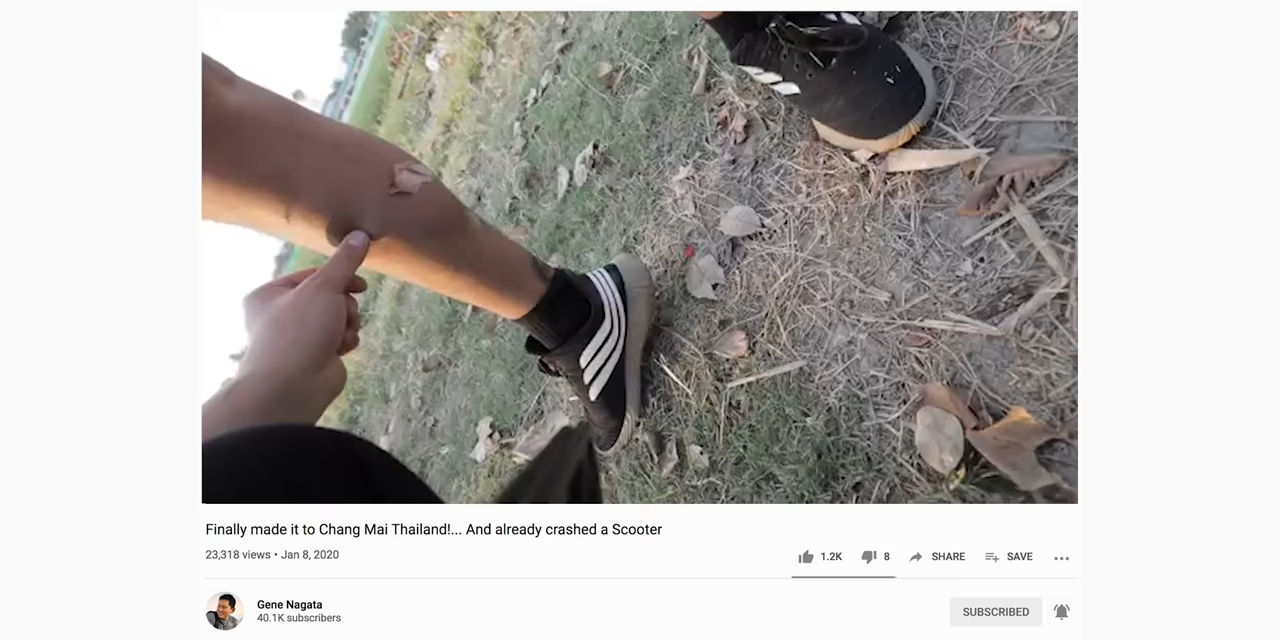 Finally made it to Chang Mai Thailand!... And already crashed a Scooter
23,318 views • Jan 8, 2020
1.2K 8 SHARE SAVE
Gene Nagata
40.1K subscribers
SUBSCRIBED